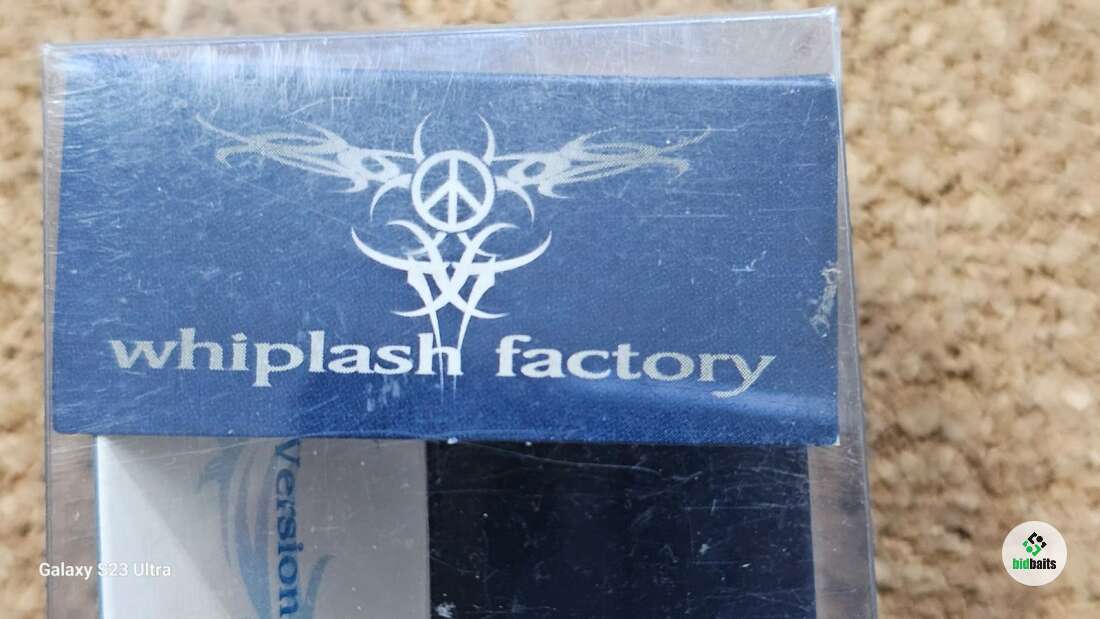 whiplash factory
Version
Galaxy S23 Ultra
bidbaits